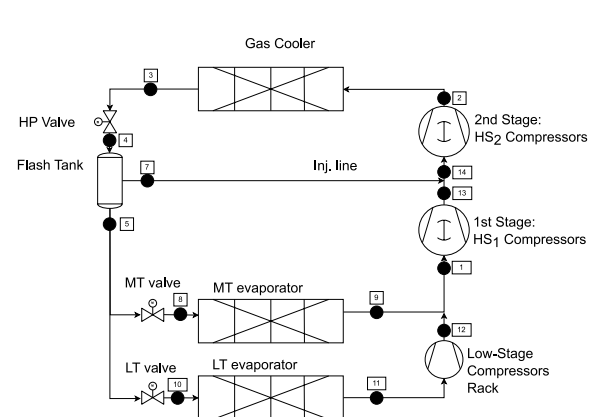 Gas Cooler
3
2
HP Valve
4
2nd Stage:
HS2 Compressors
Flash Tank
7
Inj. line
14
13
5
1st Stage:
HS1 Compressors
1
MT valve
MT evaporator
8
9
12
LT valve
LT evaporator
Low-Stage
Compressors
Rack
10
11